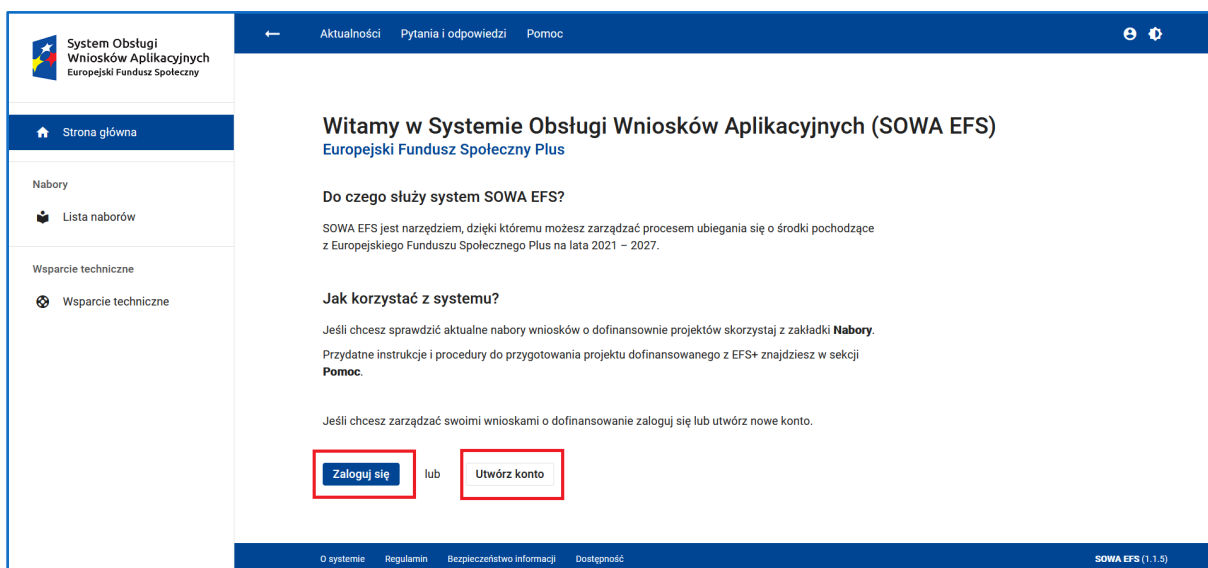 System Obsługi
Wniosków Aplikacyjnych
Europejski Fundusz Społeczny
Aktualności Pytania i odpowiedzi Pomoc
Strona główna
Nabory
Lista naborów
Wsparcie techniczne
Wsparcie techniczne
Witamy w Systemie Obsługi Wniosków Aplikacyjnych (SOWA EFS)
Europejski Fundusz Społeczny Plus
Do czego służy system SOWA EFS?
SOWA EFS jest narzędziem, dzięki któremu możesz zarządzać procesem ubiegania się o środki pochodzące
z Europejskiego Funduszu Społecznego Plus na lata 2021 – 2027.
Jak korzystać z systemu?
Jeśli chcesz sprawdzić aktualne nabory wniosków o dofinansownie projektów skorzystaj z zakładki Nabory.
Przydatne instrukcje i procedury do przygotowania projektu dofinansowanego z EFS+ znajdziesz w sekcji
Pomoc.
Jeśli chcesz zarządzać swoimi wnioskami o dofinansowanie zaloguj się lub utwórz nowe konto.
Zaloguj się lub Utwórz konto
O systemie Regulamin Bezpieczeństwo informacji Dostępność SOWA EFS (1.1.5)